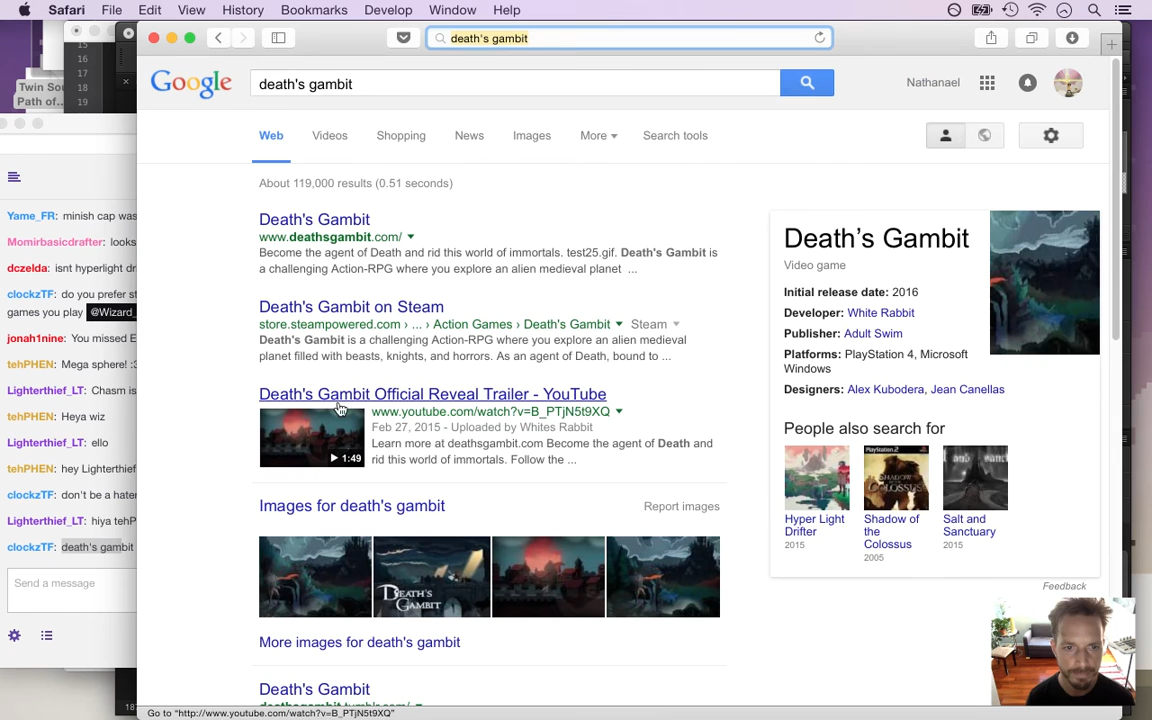 Safari File Edit View History Bookmarks Develop Window Help
death's gambit
15
16
17
18
19
Twin Sou
Path of...
Google
death's gambit
Nathanael
Web Videos Shopping News Images More Search tools
About 119,000 results (0.51 seconds)
Death's Gambit
www.deathsgambit.com/
Become the agent of Death and rid this world of immortals. test25.gif. Death's Gambit is
a challenging Action-RPG where you explore an alien medieval planet ...
Death's Gambit on Steam
store.steampowered.com › ... › Action Games › Death's Gambit Steam
Death's Gambit is a challenging Action-RPG where you explore an alien medieval
planet filled with beasts, knights, and horrors. As an agent of Death, bound to ...
Death's Gambit Official Reveal Trailer - YouTube
www.youtube.com/watch?v=B_PTjN5t9XQ
1:49
Feb 27, 2015 - Uploaded by Whites Rabbit
Learn more at deathsgambit.com Become the agent of Death and
rid this world of immortals. Follow the ...
Images for death's gambit
Report images
DEATH'S
GAMBIT
More images for death's gambit
Death's Gambit
Death's Gambit
Video game
Initial release date: 2016
Developer: White Rabbit
Publisher: Adult Swim
Platforms: PlayStation 4, Microsoft
Windows
Designers: Alex Kubodera, Jean Canellas
People also search for
Hyper Light
Drifter
2015
Shadow of
the
Colossus
2005
Salt and
Sanctuary
2015
Feedback
Yame_FR: minish cap was
Momirbasicdrafter: looks
dczelda: isnt hyperlight dr
clockzTF: do you prefer st
games you play @Wizard_
jonah1nine: You missed E
tehPHEN: Mega sphere! :3
Lighterthief_LT: Chasm is
tehPHEN: Heya wiz
Lighterthief_LT: ello
tehPHEN: hey Lighterthief
clockzTF: don't be a hater
Lighterthief_LT: hiya tehP
clockzTF: death's gambit
Send a message
187
Go to "http://www.youtube.com/watch?v=B_PTjN5t9XQ"